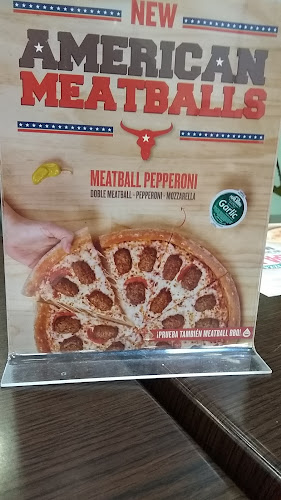 NEW
AMERICAN
MEATBALLS
MEATBALL PEPPERONI
DOBLE MEATBALL - PEPPERONI - MOZZARELLA
Garlic
¡PRUEBA TAMBIÉN MEATBALL BBQ!